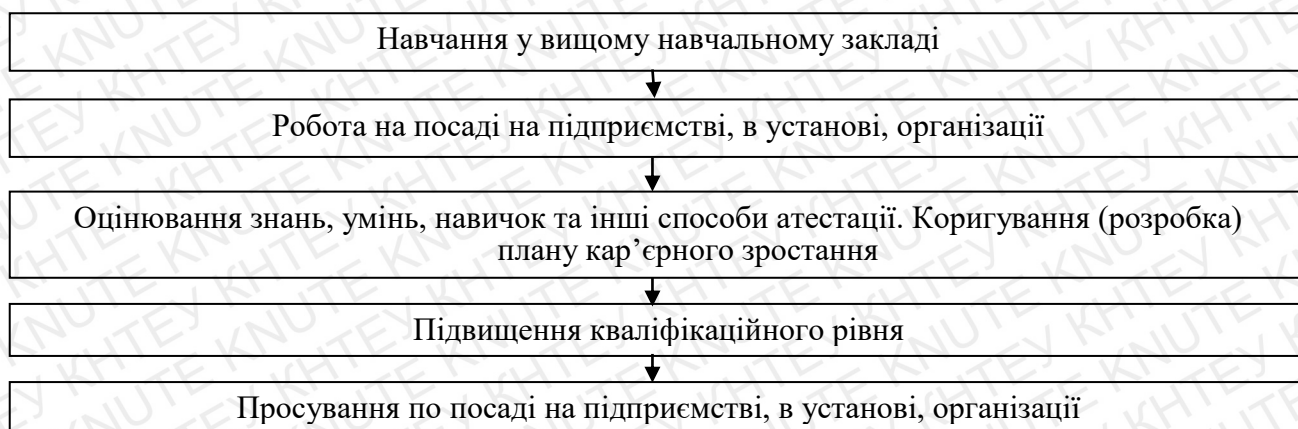 Навчання у вищому навчальному закладі
Робота на посаді на підприємстві, в установі, організації
Оцінювання знань, умінь, навичок та інші способи атестації. Коригування (розробка)
плану кар’єрного зростання
Підвищення кваліфікаційного рівня
Просування по посаді на підприємстві, в установі, організації